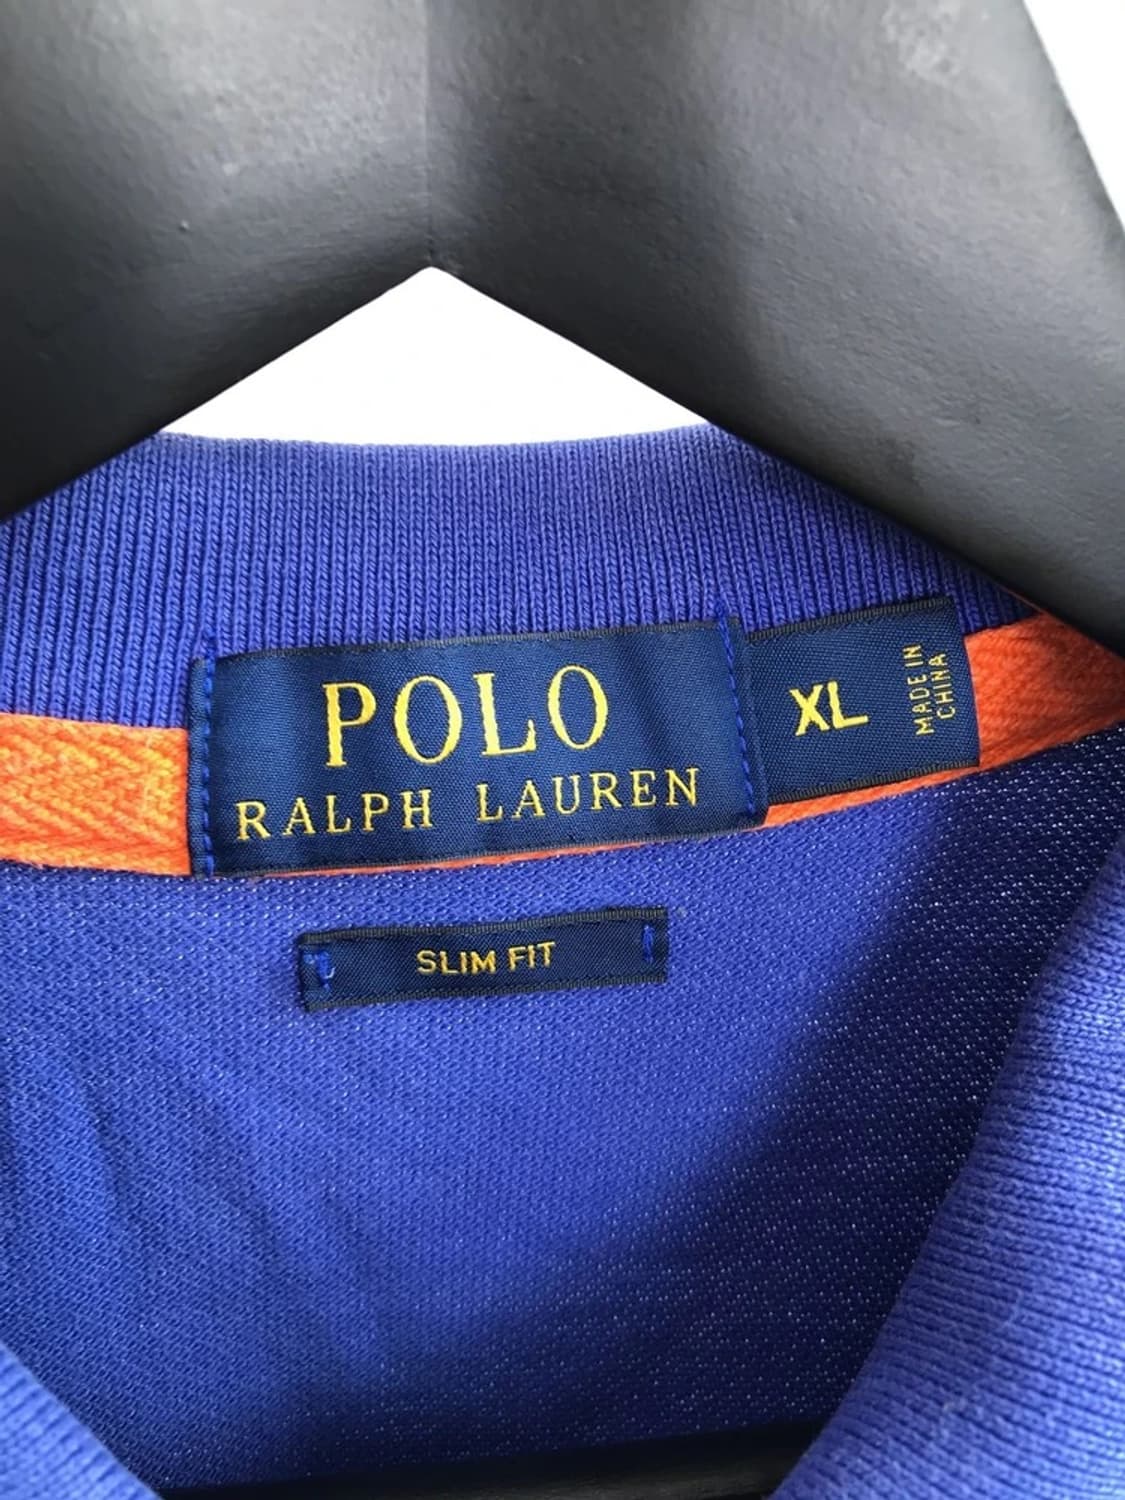 POLO
RALPH LAUREN
XL
MADE IN
CHINA
SLIM FIT